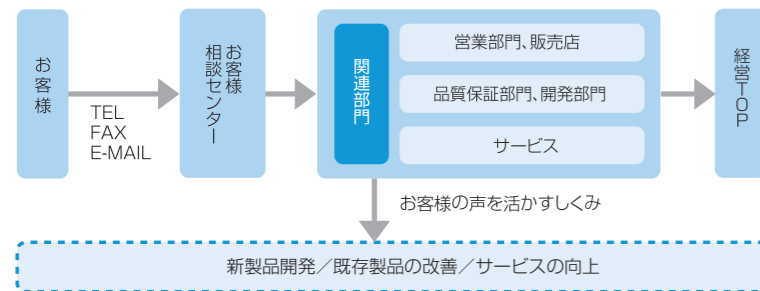 お客様
TEL
FAX
E-MAIL
お客様
相談センター
関連部門
営業部門、販売店
品質保証部門、開発部門
サービス
経営TOP
お客様の声を活かすしくみ
新製品開発／既存製品の改善／サービスの向上